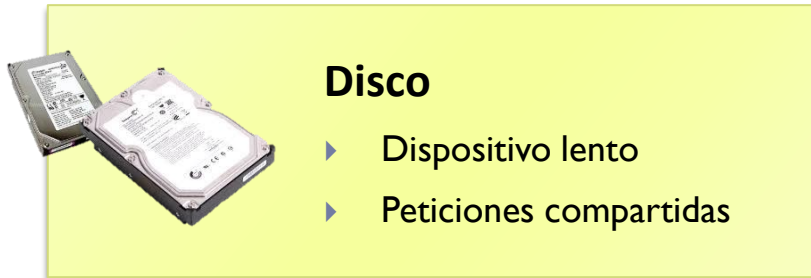 Disco
Dispositivo lento
Peticiones compartidas